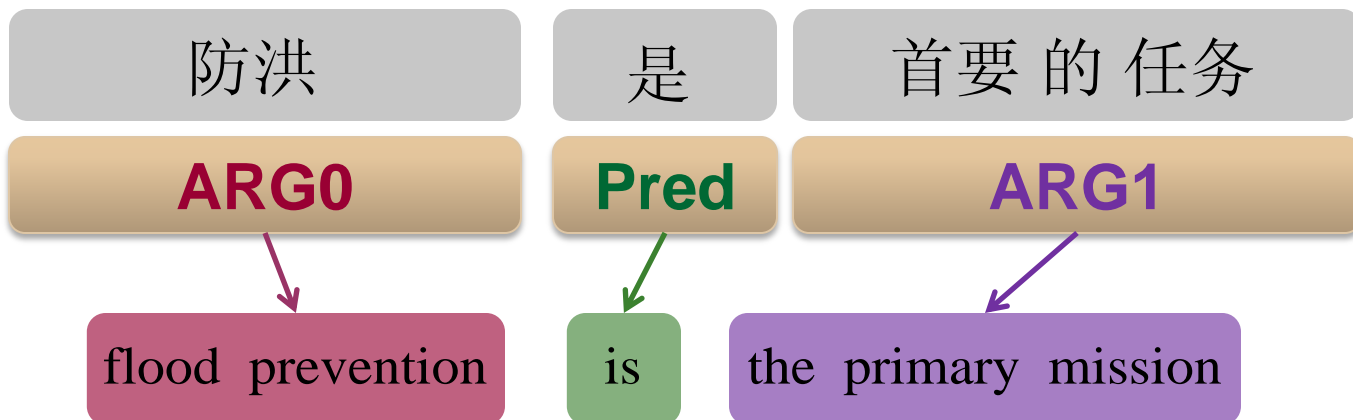 防洪 是 首要 的 任务
ARG0 Pred ARG1
flood prevention is the primary mission